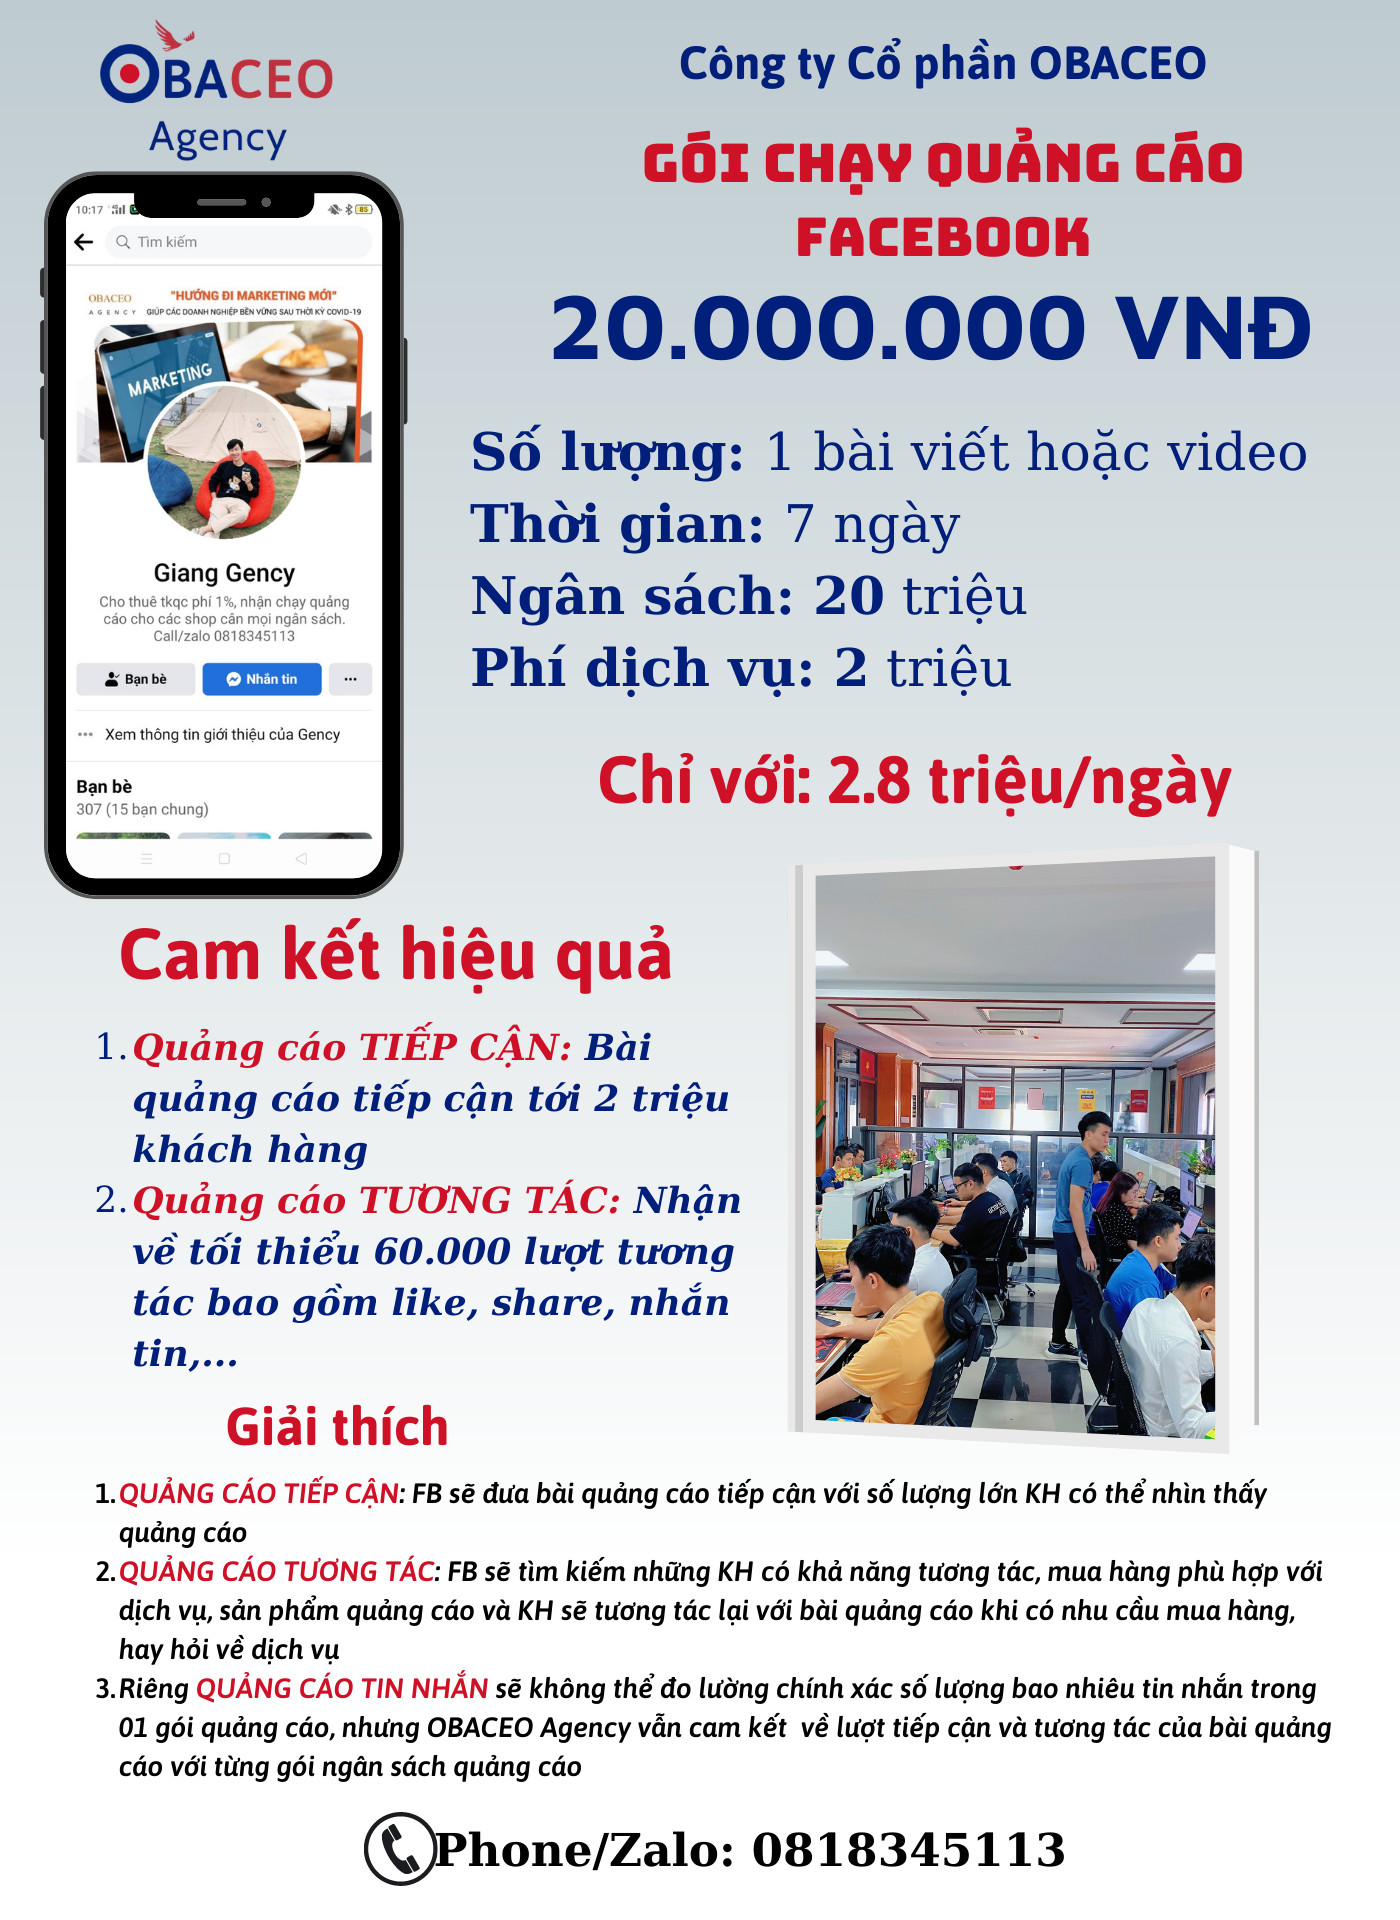 OBACEO
Agency
Công ty Cổ phần OBACEO
GÓI CHẠY QUẢNG CÁO
FACEBOOK
20.000.000 VNĐ
10:17
85
Tìm kiếm
OBACEO
AGENCY
"HƯỚNG ĐI MARKETING MỚI"
GIÚP CÁC DOANH NGHIỆP BỀN VỮNG SAU THỜI KỲ COVID-19
MARKETING
Giang Gency
Cho thuê tkqc phí 1%, nhận chạy quảng
cáo cho các shop cân mọi ngân sách.
Call/zalo 0818345113
Bạn bè
Nhắn tin
Xem thông tin giới thiệu của Gency
Bạn bè
307 (15 bạn chung)
Số lượng: 1 bài viết hoặc video
Thời gian: 7 ngày
Ngân sách: 20 triệu
Phí dịch vụ: 2 triệu
Chỉ với: 2.8 triệu/ngày
Cam kết hiệu quả
1. Quảng cáo TIẾP CẬN: Bài
quảng cáo tiếp cận tới 2 triệu
khách hàng
2. Quảng cáo TƯƠNG TÁC: Nhận
về tối thiểu 60.000 lượt tương
tác bao gồm like, share, nhắn
tin,...
Giải thích
1. QUẢNG CÁO TIẾP CẬN: FB sẽ đưa bài quảng cáo tiếp cận với số lượng lớn KH có thể nhìn thấy
quảng cáo
2. QUẢNG CÁO TƯƠNG TÁC: FB sẽ tìm kiếm những KH có khả năng tương tác, mua hàng phù hợp với
dịch vụ, sản phẩm quảng cáo và KH sẽ tương tác lại với bài quảng cáo khi có nhu cầu mua hàng,
hay hỏi về dịch vụ
3. Riêng QUẢNG CÁO TIN NHẮN sẽ không thể đo lường chính xác số lượng bao nhiêu tin nhắn trong
01 gói quảng cáo, nhưng OBACEO Agency vẫn cam kết về lượt tiếp cận và tương tác của bài quảng
cáo với từng gói ngân sách quảng cáo
Phone/Zalo: 0818345113